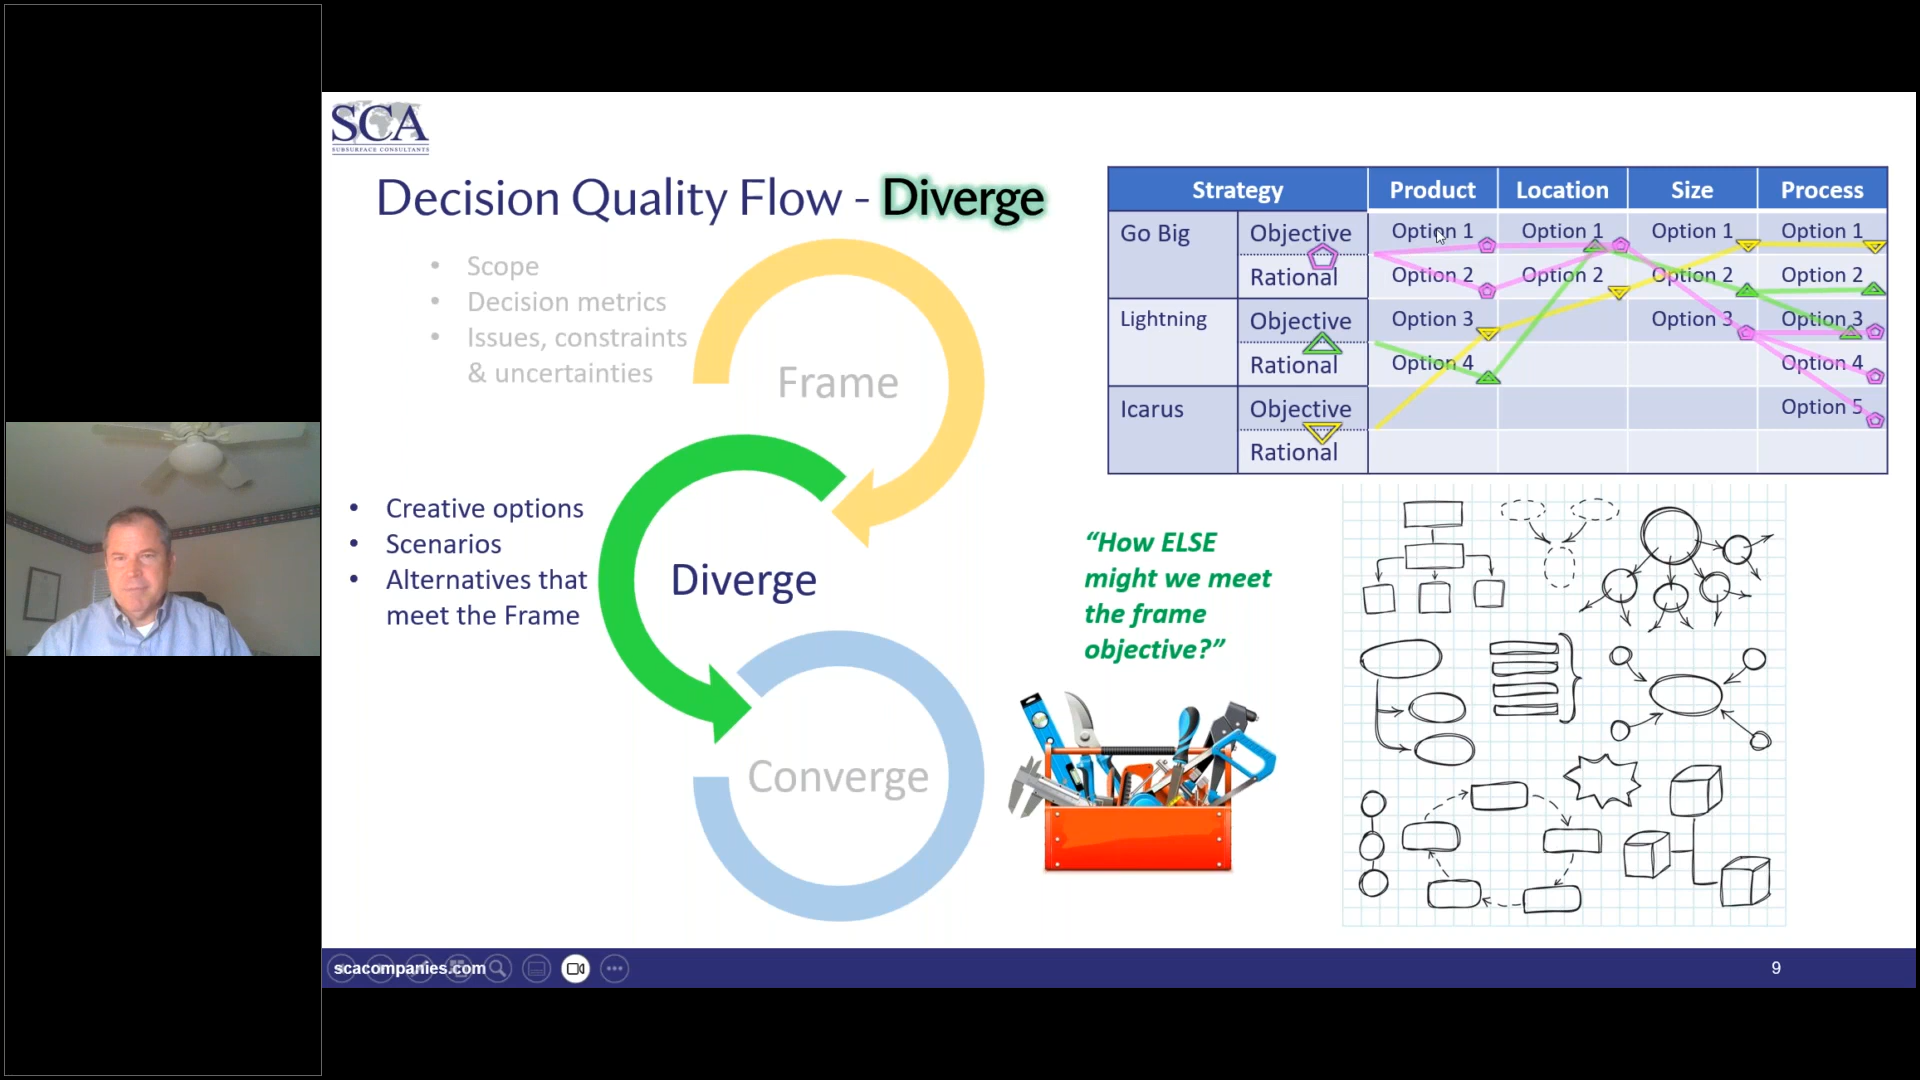 SCA
SUBSURFACE CONSULTANTS
Decision Quality Flow - Diverge
• Scope
• Decision metrics
• Issues, constraints
& uncertainties
Frame
• Creative options
• Scenarios
• Alternatives that
meet the Frame
Diverge
Converge
Strategy Product Location Size Process
Go Big Objective Option 1 Option 1 Option 1 Option 1
Rational Option 2 Option 2 Option 2 Option 2
Lightning Objective Option 3 Option 3 Option 3
Rational Option 4 Option 4
Icarus Objective Option 5
Rational
“How ELSE
might we meet
the frame
objective?”
scacompanies.com
9